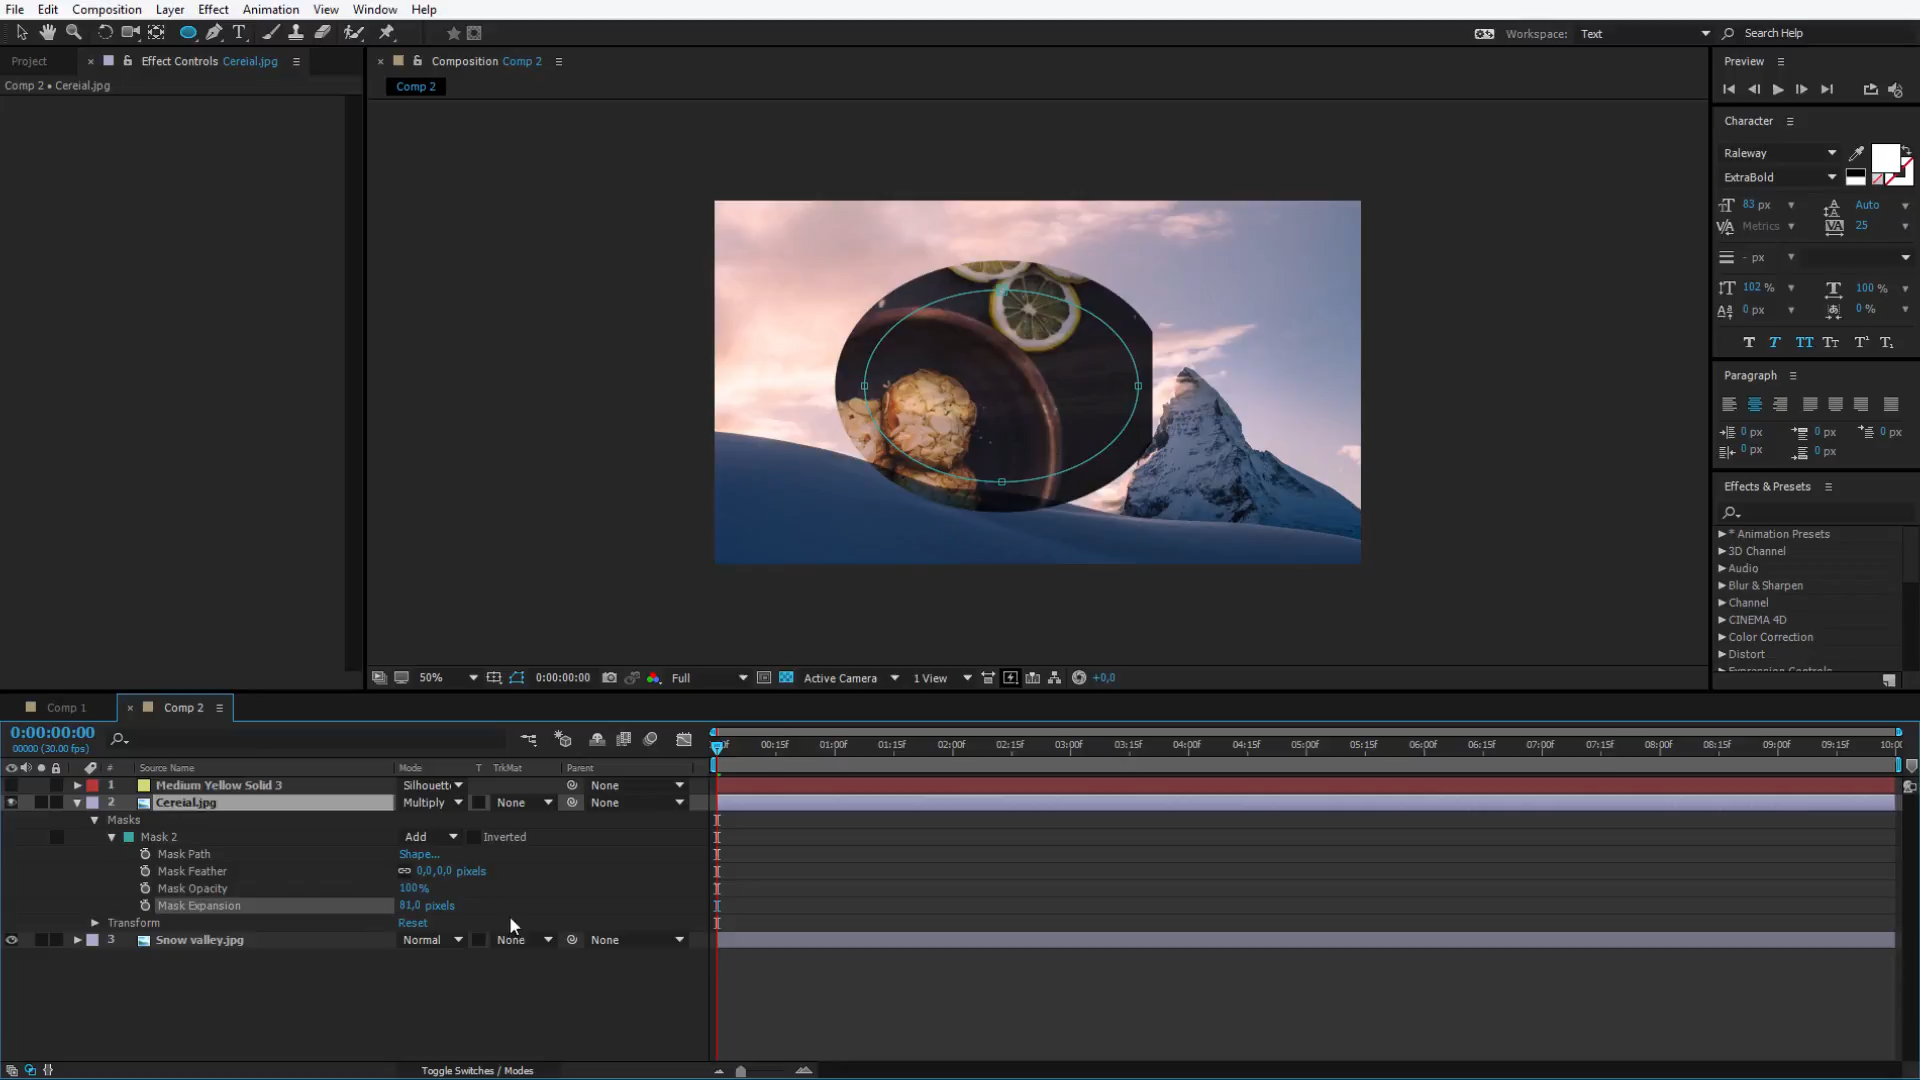 File Edit Composition Layer Effect Animation View Window Help
Workspace: Text Search Help
Project Effect Controls Cereial.jpg
Comp 2 • Cereial.jpg
Composition Comp 2
Comp 2
Preview
Character
Raleway
ExtraBold
83 px Auto
Metrics 25
- px
102 % 100 %
0 px 0 %
T T TT Tt T¹ T₁
Paragraph
0 px 0 px 0 px
0 px 0 px
Effects & Presets
* Animation Presets
3D Channel
Audio
Blur & Sharpen
Channel
CINEMA 4D
Color Correction
Distort
Expression Controls
50% 0:00:00:00 Full Active Camera 1 View +0,0
Comp 1 Comp 2
0:00:00:00
00000 (30.00 fps)
00:15f 01:00f 01:15f 02:00f 02:15f 03:00f 03:15f 04:00f 04:15f 05:00f 05:15f 06:00f 06:15f 07:00f 07:15f 08:00f 08:15f 09:00f 09:15f 10:00
# Source Name Mode T TrkMat Parent
1 Medium Yellow Solid 3 Silhouette None
2 Cereial.jpg Multiply None None
Masks
Mask 2 Add Inverted
Mask Path Shape...
Mask Feather 0,0,0,0 pixels
Mask Opacity 100%
Mask Expansion 81,0 pixels
Transform Reset
3 Snow valley.jpg Normal None None
Toggle Switches / Modes